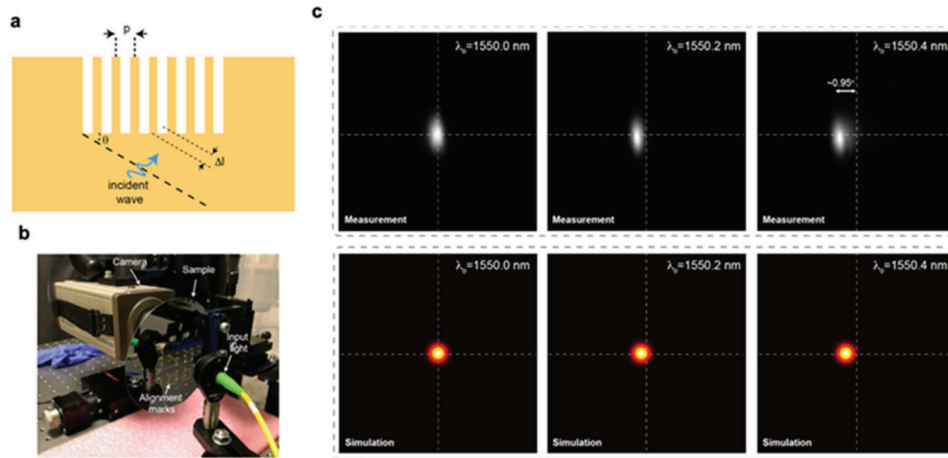 a
p
θ
Δl
incident
wave
b
Camera
Sample
Input
light
Alignment
marks
c
λ₀=1550.0 nm
Measurement
λ₀=1550.2 nm
Measurement
λ₀=1550.4 nm
~0.95°
Measurement
λ₀=1550.0 nm
Simulation
λ₀=1550.2 nm
Simulation
λ₀=1550.4 nm
Simulation